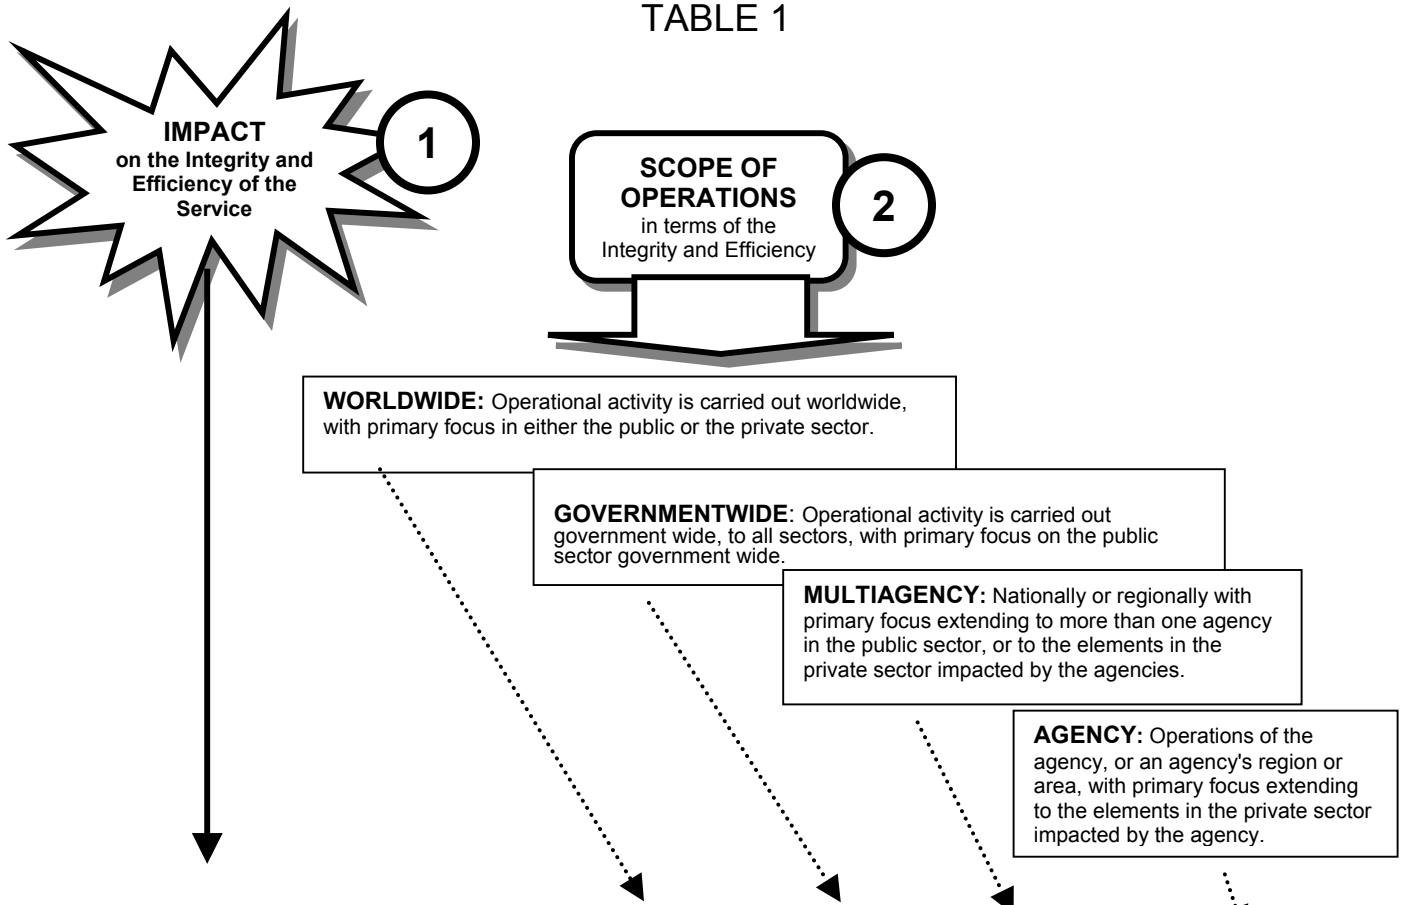 TABLE 1
IMPACT
on the Integrity and
Efficiency of the
Service
1
SCOPE OF
OPERATIONS
in terms of the
Integrity and Efficiency
2
WORLDWIDE: Operational activity is carried out worldwide,
with primary focus in either the public or the private sector.
GOVERNMENTWIDE: Operational activity is carried out
government wide, to all sectors, with primary focus on the public
sector government wide.
MULTIAGENCY: Nationally or regionally with
primary focus extending to more than one agency
in the public sector, or to the elements in the
private sector impacted by the agencies.
AGENCY: Operations of the
agency, or an agency's region or
area, with primary focus extending
to the elements in the private sector
impacted by the agency.